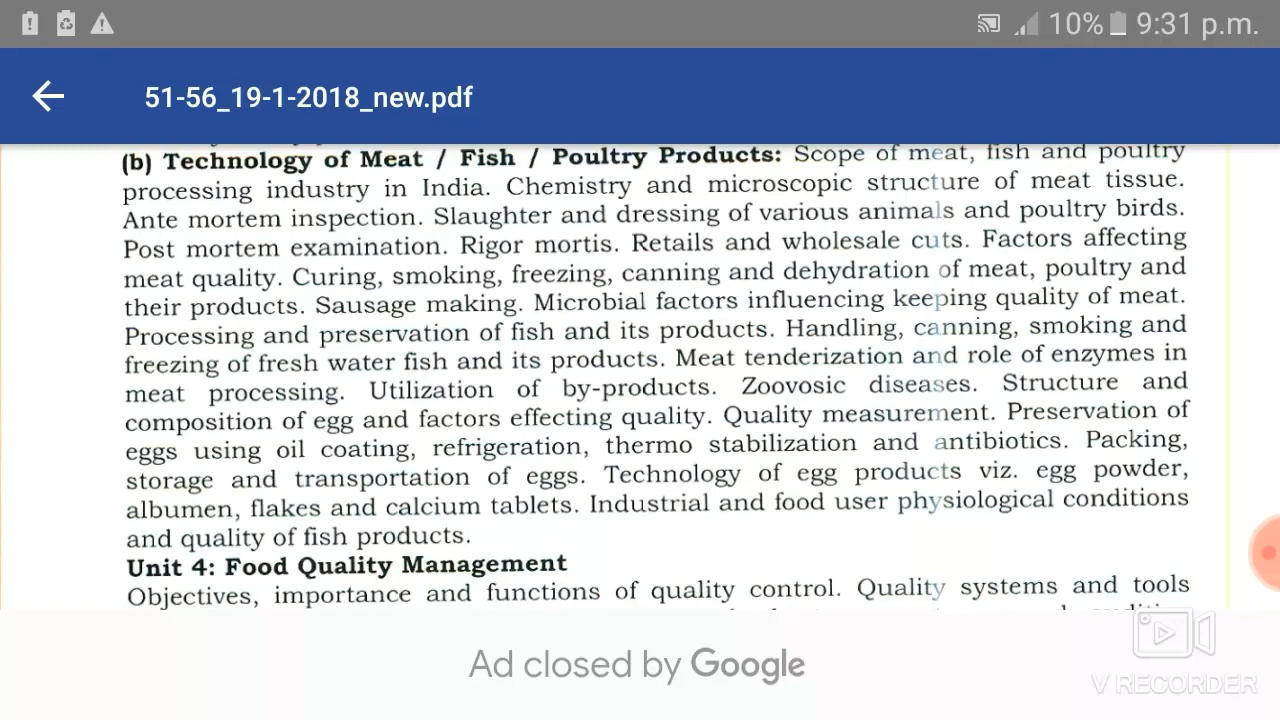 10% 9:31 p.m.
51-56_19-1-2018_new.pdf
(b) Technology of Meat / Fish / Poultry Products: Scope of meat, fish and poultry
processing industry in India. Chemistry and microscopic structure of meat tissue.
Ante mortem inspection. Slaughter and dressing of various animals and poultry birds.
Post mortem examination. Rigor mortis. Retails and wholesale cuts. Factors affecting
meat quality. Curing, smoking, freezing, canning and dehydration of meat, poultry and
their products. Sausage making. Microbial factors influencing keeping quality of meat.
Processing and preservation of fish and its products. Handling, canning, smoking and
freezing of fresh water fish and its products. Meat tenderization and role of enzymes in
meat processing. Utilization of by-products. Zoovosic diseases. Structure and
composition of egg and factors effecting quality. Quality measurement. Preservation of
eggs using oil coating, refrigeration, thermo stabilization and antibiotics. Packing,
storage and transportation of eggs. Technology of egg products viz. egg powder,
albumen, flakes and calcium tablets. Industrial and food user physiological conditions
and quality of fish products.
Unit 4: Food Quality Management
Objectives, importance and functions of quality control. Quality systems and tools
Ad closed by Google
V RECORDER